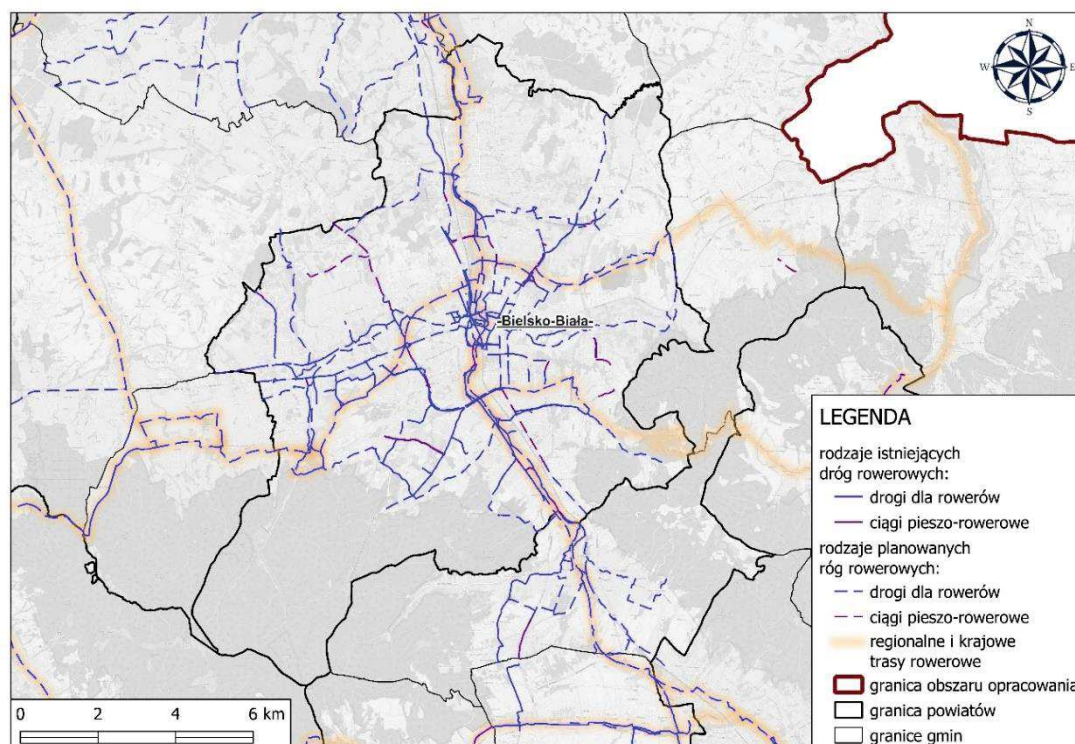 N
W
E
S
-Bielsko-Biała-
LEGENDA
rodzaje istniejących
dróg rowerowych:
drogi dla rowerów
ciągi pieszo-rowerowe
rodzaje planowanych
róg rowerowych:
drogi dla rowerów
ciągi pieszo-rowerowe
regionalne i krajowe
trasy rowerowe
granica obszaru opracowania
granica powiatów
granice gmin
0 2 4 6 km